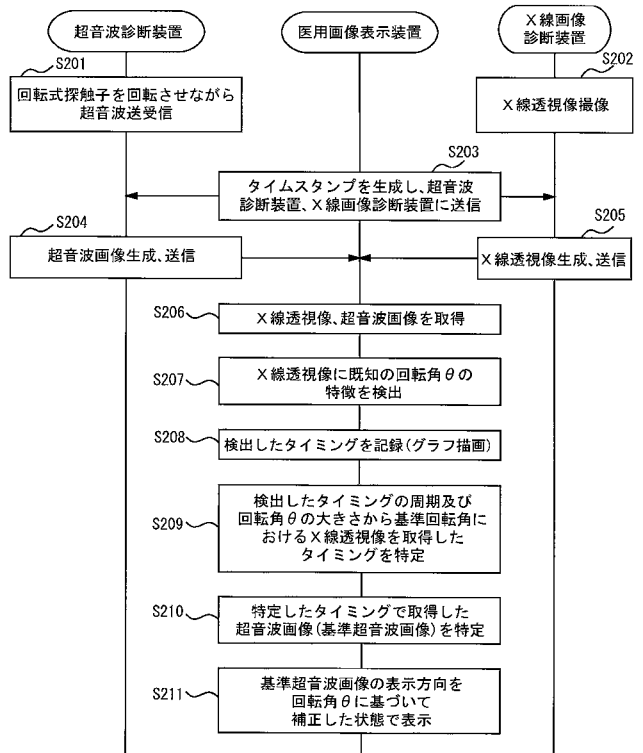 超音波診断装置
医用画像表示装置
X線画像
診断装置
S201
回転式探触子を回転させながら
超音波送受信
S202
X線透視像撮像
S203
タイムスタンプを生成し、超音波
診断装置、X線画像診断装置に送信
S204
超音波画像生成、送信
S205
X線透視像生成、送信
S206
X線透視像、超音波画像を取得
S207
X線透視像に既知の回転角θの
特徴を検出
S208
検出したタイミングを記録(グラフ描画)
S209
検出したタイミングの周期及び
回転角θの大きさから基準回転角に
おけるX線透視像を取得した
タイミングを特定
S210
特定したタイミングで取得した
超音波画像(基準超音波画像)を特定
S211
基準超音波画像の表示方向を
回転角θに基づいて
補正した状態で表示